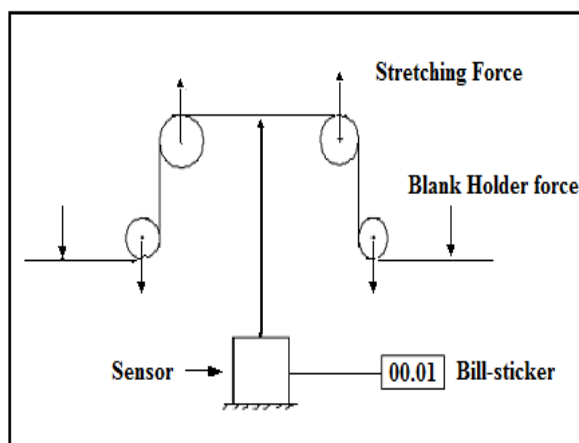 Stretching Force
Blank Holder force
Sensor
00.01
Bill-sticker